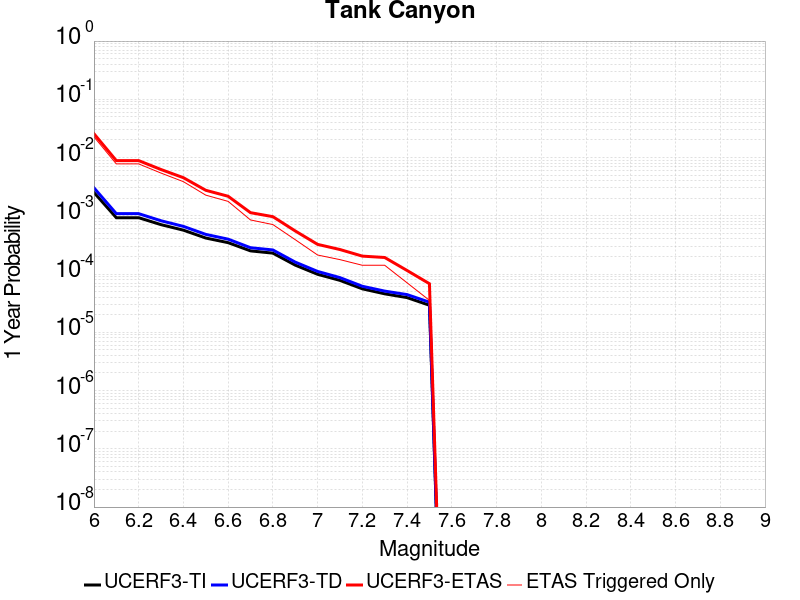 Tank Canyon
1 Year Probability
10^0
10^-1
10^-2
10^-3
10^-4
10^-5
10^-6
10^-7
10^-8
6 6.2 6.4 6.6 6.8 7 7.2 7.4 7.6 7.8 8 8.2 8.4 8.6 8.8 9
Magnitude
UCERF3-TI UCERF3-TD UCERF3-ETAS ETAS Triggered Only